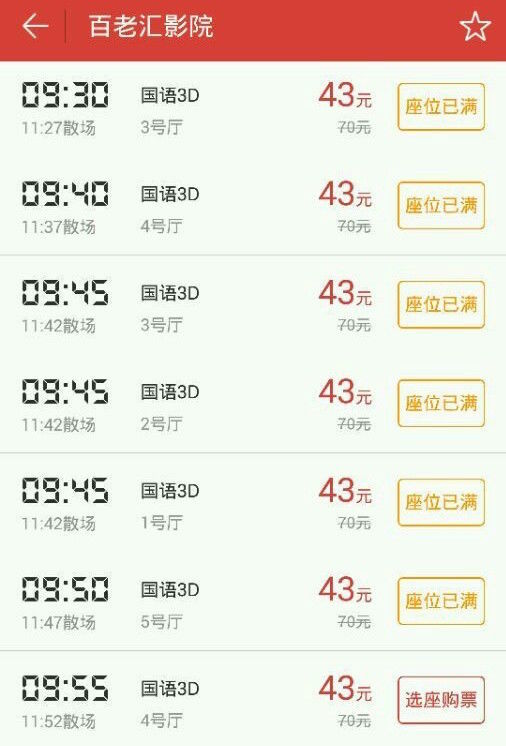 百老汇影院
09:30 国语3D 43元 座位已满
11:27散场 3号厅 70元
09:40 国语3D 43元 座位已满
11:37散场 4号厅 70元
09:45 国语3D 43元 座位已满
11:42散场 3号厅 70元
09:45 国语3D 43元 座位已满
11:42散场 2号厅 70元
09:45 国语3D 43元 座位已满
11:42散场 1号厅 70元
09:50 国语3D 43元 座位已满
11:47散场 5号厅 70元
09:55 国语3D 43元 选座购票
11:52散场 4号厅 70元